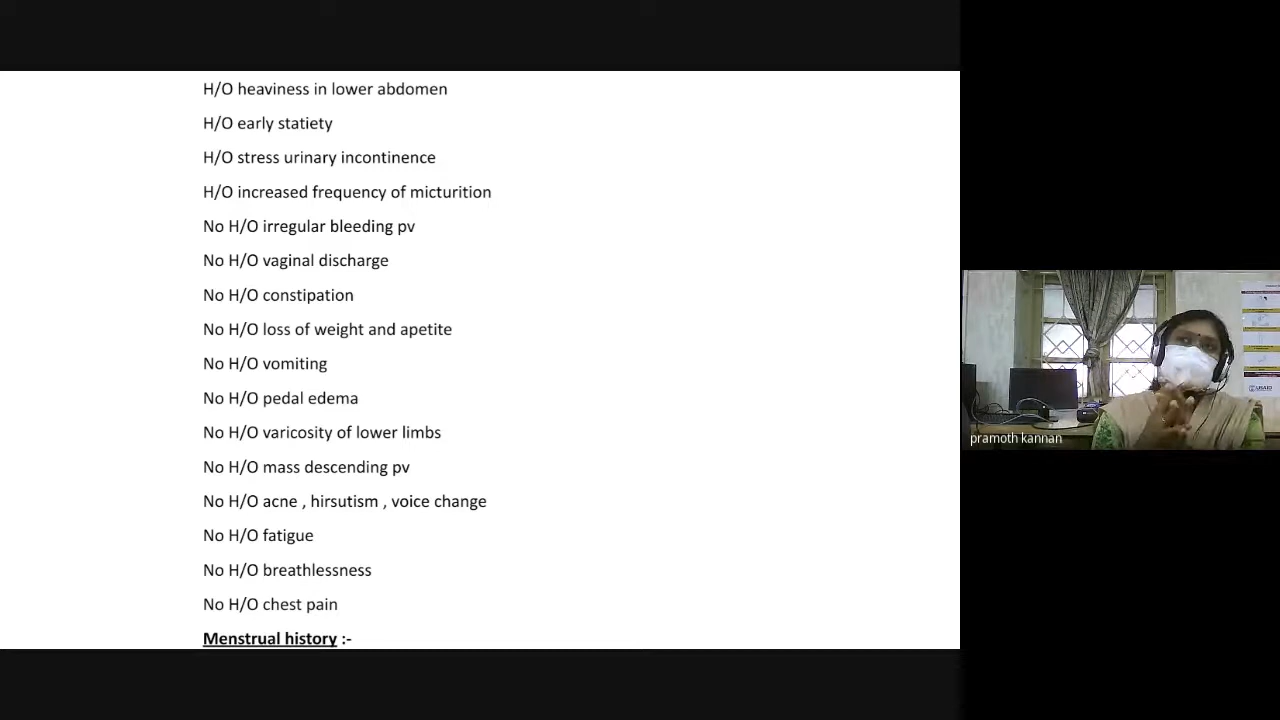 H/O heaviness in lower abdomen
H/O early statiety
H/O stress urinary incontinence
H/O increased frequency of micturition
No H/O irregular bleeding pv
No H/O vaginal discharge
No H/O constipation
No H/O loss of weight and apetite
No H/O vomiting
No H/O pedal edema
No H/O varicosity of lower limbs
No H/O mass descending pv
No H/O acne , hirsutism , voice change
No H/O fatigue
No H/O breathlessness
No H/O chest pain
Menstrual history :-
USAID
pramoth kannan